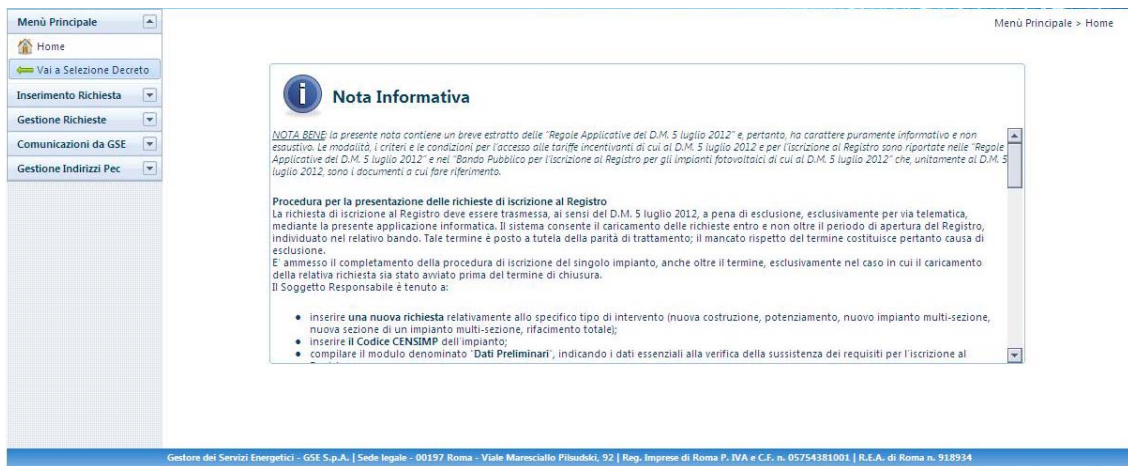 Menù Principale
Menù Principale > Home
Home
Vai a Selezione Decreto
Inserimento Richiesta
Gestione Richieste
Comunicazioni da GSE
Gestione Indirizzi Pec
Nota Informativa
NOTA BENE: la presente nota contiene un breve estratto delle "Regole Applicative del D.M. 5 luglio 2012" e, pertanto, ha carattere puramente informativo e non
esaustivo. Le modalità, i criteri e le condizioni per l'accesso alle tariffe incentivanti di cui al D.M. 5 luglio 2012 e per l'iscrizione al Registro sono riportate nelle "Regole
Applicative del D.M. 5 luglio 2012" e nel "Bando Pubblico per l'iscrizione al Registro per gli impianti fotovoltaici di cui al D.M. 5 luglio 2012" che, unitamente al D.M. 5
luglio 2012, sono i documenti a cui fare riferimento.
Procedura per la presentazione delle richieste di iscrizione al Registro
La richiesta di iscrizione al Registro deve essere trasmessa, ai sensi del D.M. 5 luglio 2012, a pena di esclusione, esclusivamente per via telematica,
mediante la presente applicazione informatica. Il sistema consente il caricamento delle richieste entro e non oltre il periodo di apertura del Registro,
individuato nel relativo bando. Tale termine è posto a tutela della parità di trattamento; il mancato rispetto del termine costituisce pertanto causa di
esclusione.
E' ammesso il completamento della procedura di iscrizione del singolo impianto, anche oltre il termine, esclusivamente nel caso in cui il caricamento
della relativa richiesta sia stato avviato prima del termine di chiusura.
Il Soggetto Responsabile è tenuto a:
• inserire una nuova richiesta relativamente allo specifico tipo di intervento (nuova costruzione, potenziamento, nuovo impianto multi-sezione,
nuova sezione di un impianto multi-sezione, rifacimento totale);
• inserire il Codice CENSIMP dell'impianto;
• compilare il modulo denominato "Dati Preliminari", indicando i dati essenziali alla verifica della sussistenza dei requisiti per l'iscrizione al
Gestore dei Servizi Energetici - GSE S.p.A. | Sede legale - 00197 Roma - Viale Maresciallo Pilsudski, 92 | Reg. Imprese di Roma P. IVA e C.F. n. 05754381001 | R.E.A. di Roma n. 918934